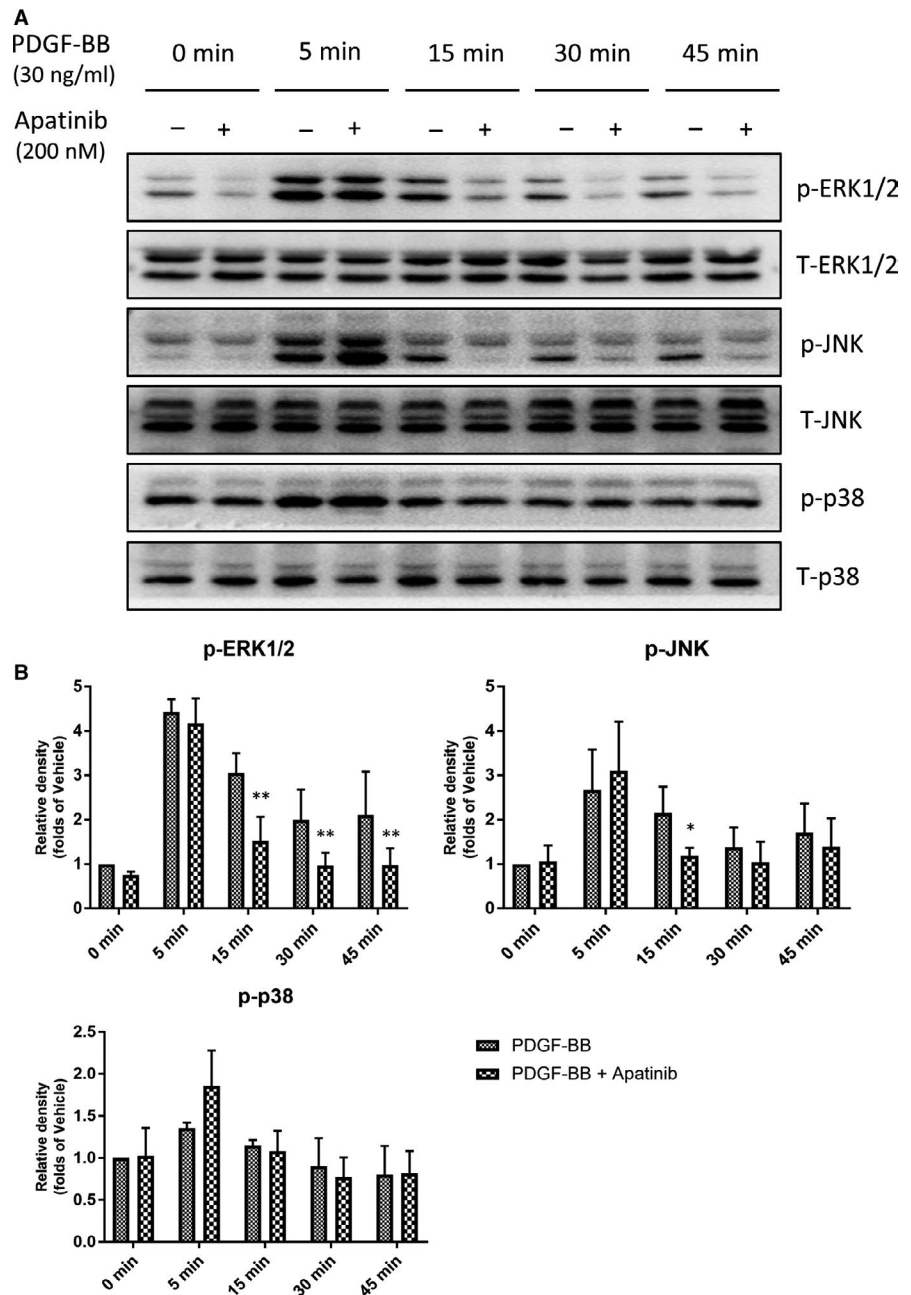 A
PDGF-BB
(30 ng/ml)
0 min 5 min 15 min 30 min 45 min
Apatinib
(200 nM)
– + – + – + – + – +
p-ERK1/2
T-ERK1/2
p-JNK
T-JNK
p-p38
T-p38
B
p-ERK1/2
Relative density
(folds of Vehicle)
5
4
3
2
1
0
** ** **
0 min 5 min 15 min 30 min 45 min
p-JNK
Relative density
(folds of Vehicle)
5
4
3
2
1
0
*
0 min 5 min 15 min 30 min 45 min
p-p38
Relative density
(folds of Vehicle)
2.5
2.0
1.5
1.0
0.5
0.0
0 min 5 min 15 min 30 min 45 min
PDGF-BB
PDGF-BB + Apatinib